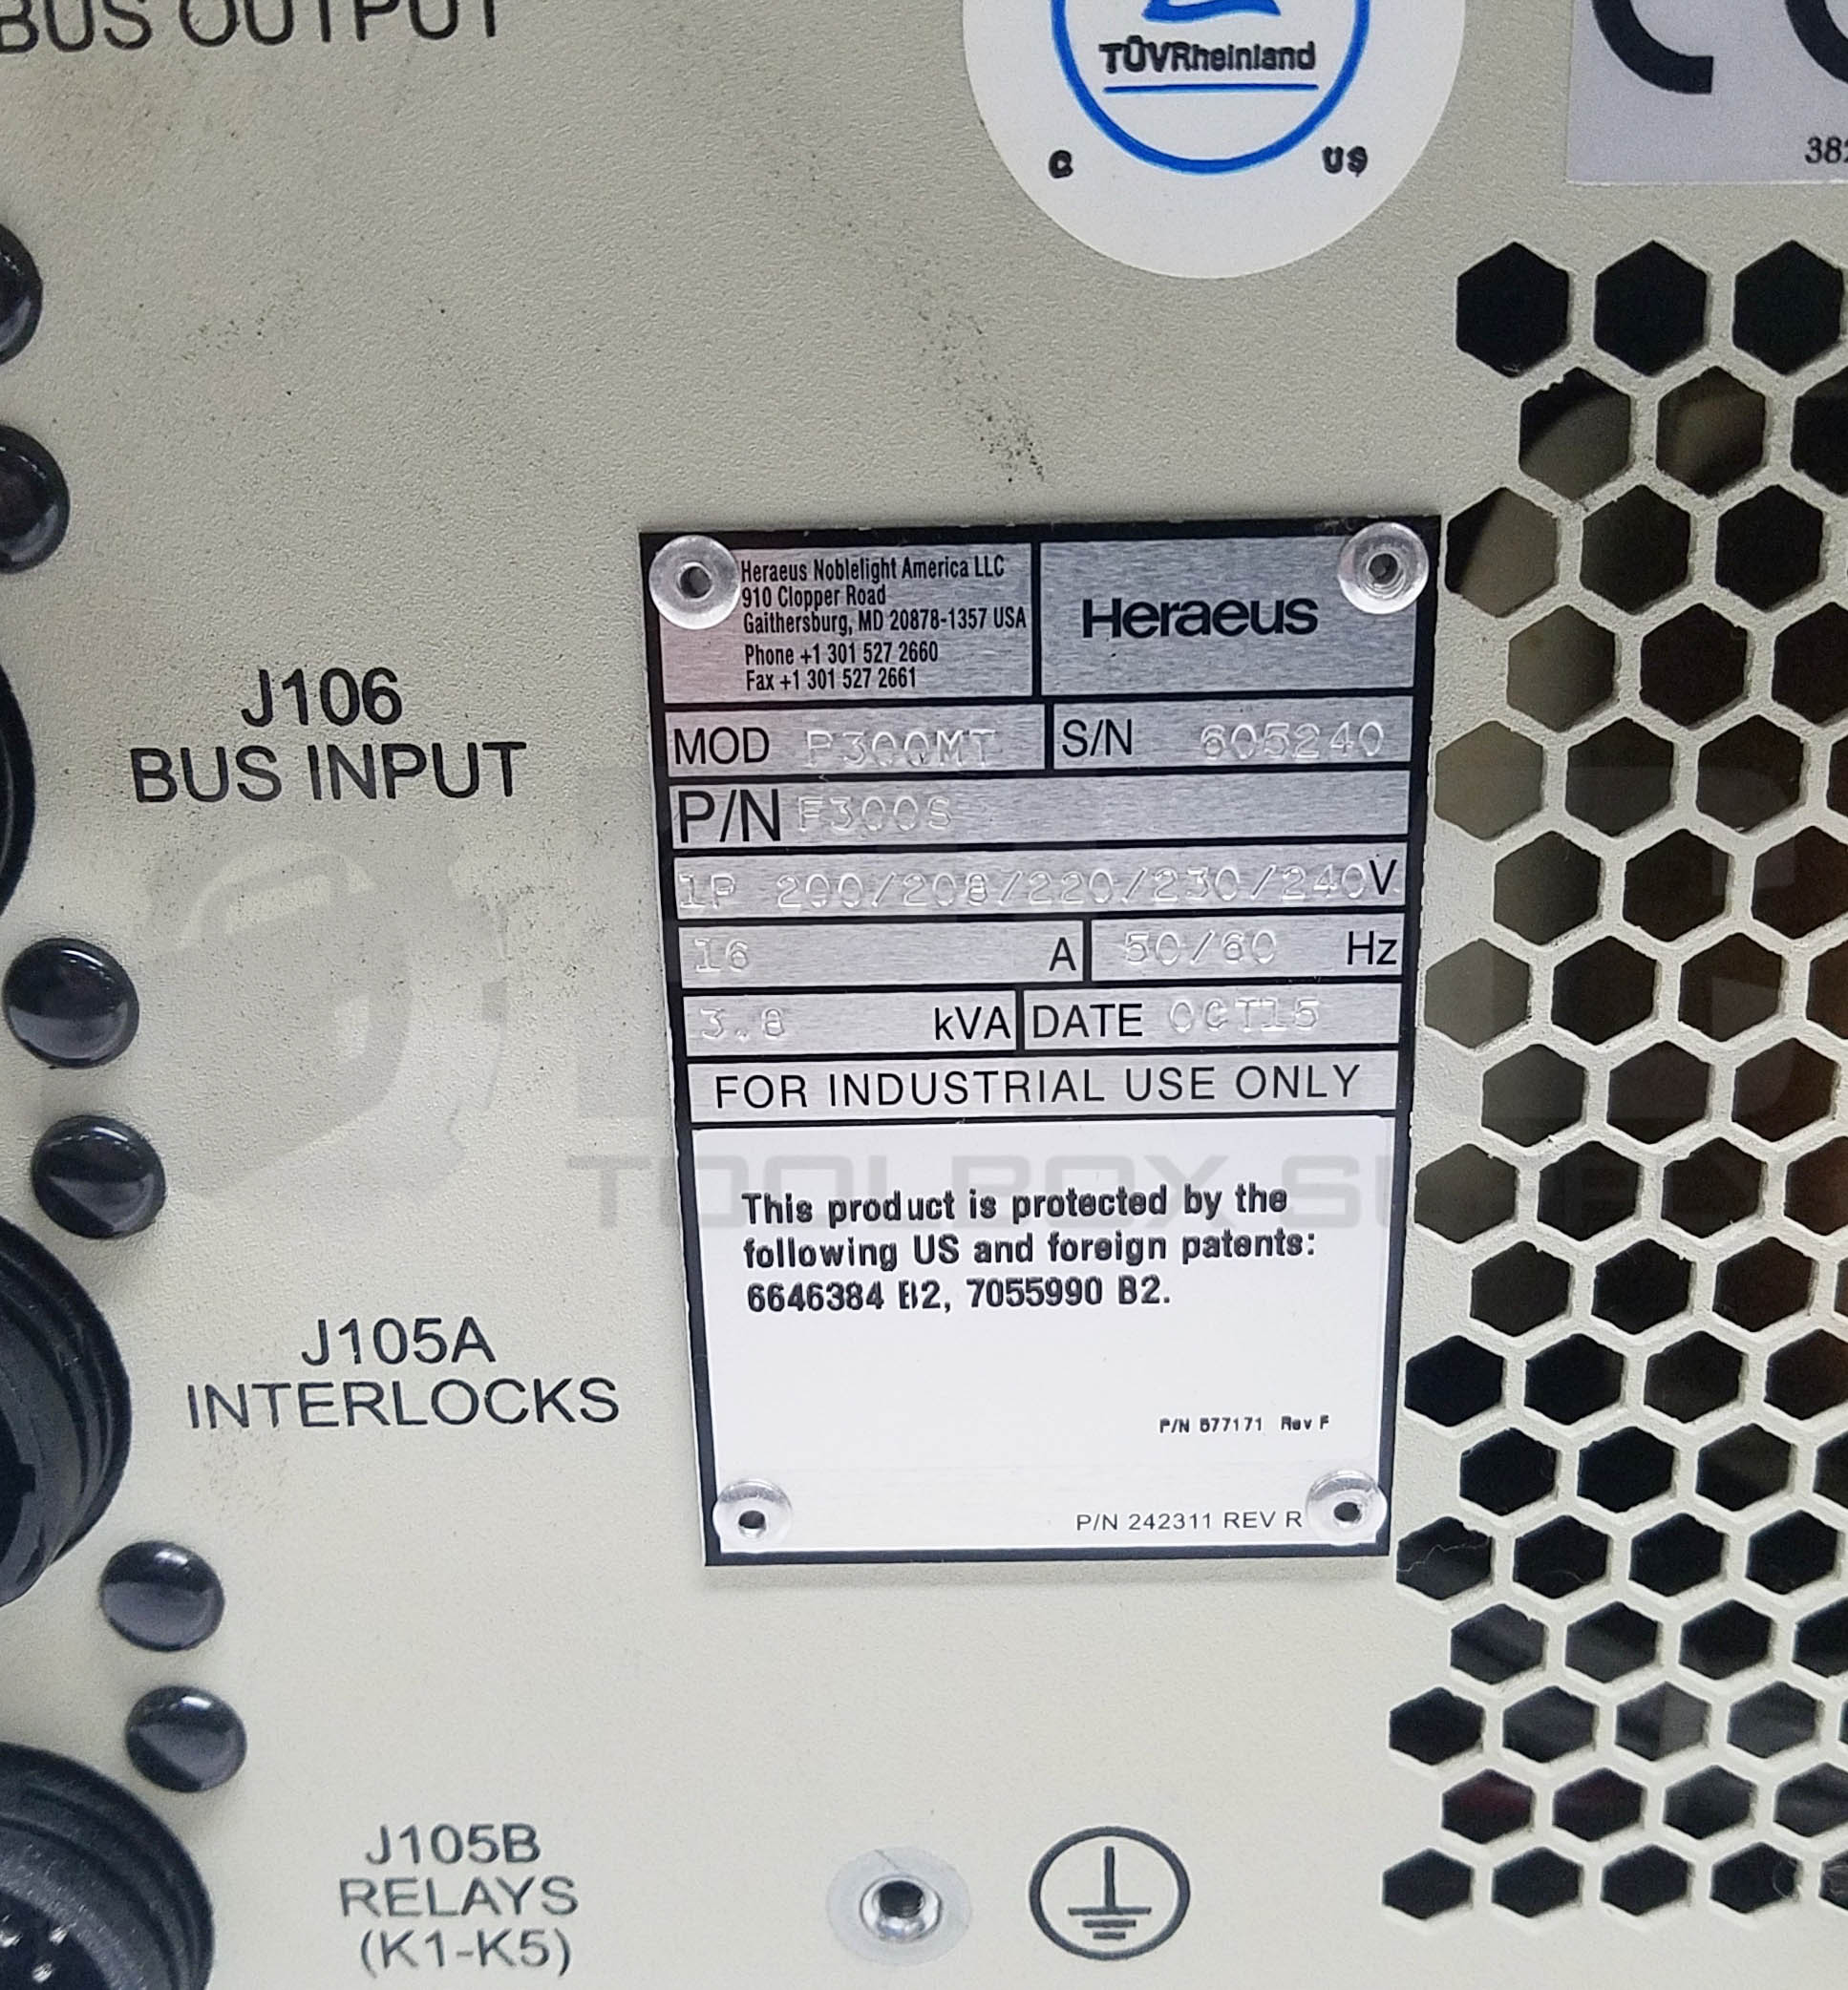 BUS OUTPUT
TÜVRheinland
C US
38
Heraeus Noblelight America LLC
910 Clopper Road
Gaithersburg, MD 20878-1357 USA
Phone +1 301 527 2660
Fax +1 301 527 2661
Heraeus
MOD P300MT S/N 605240
P/N F300S
1P 200/208/220/230/240V
16 A 50/60 Hz
3.8 kVA DATE OCT15
FOR INDUSTRIAL USE ONLY
This product is protected by the
following US and foreign patents:
6646384 B2, 7055990 B2.
P/N 577171 Rev F
P/N 242311 REV R
J106
BUS INPUT
J105A
INTERLOCKS
J105B
RELAYS
(K1-K5)
TOOLBOX